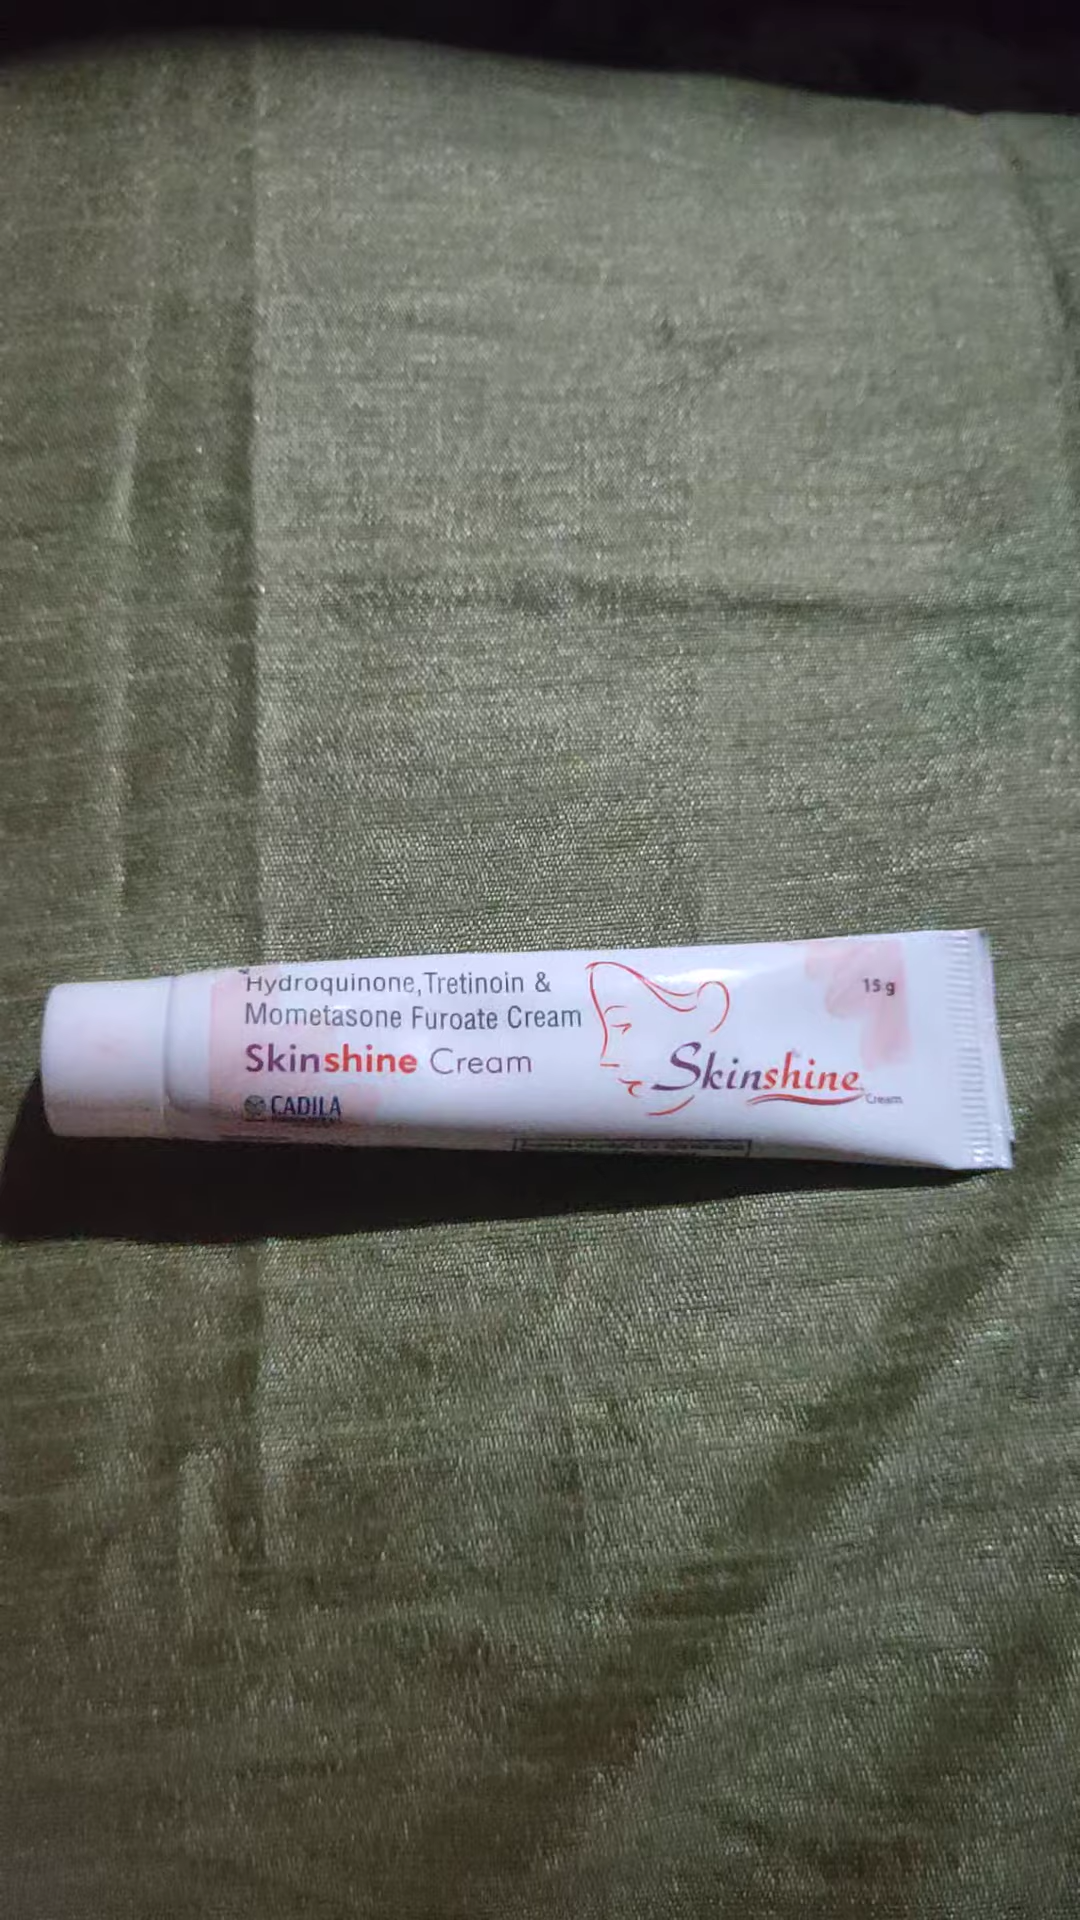 Hydroquinone, Tretinoin &
Mometasone Furoate Cream
Skinshine Cream
CADILA
Skinshine
Cream
15 g